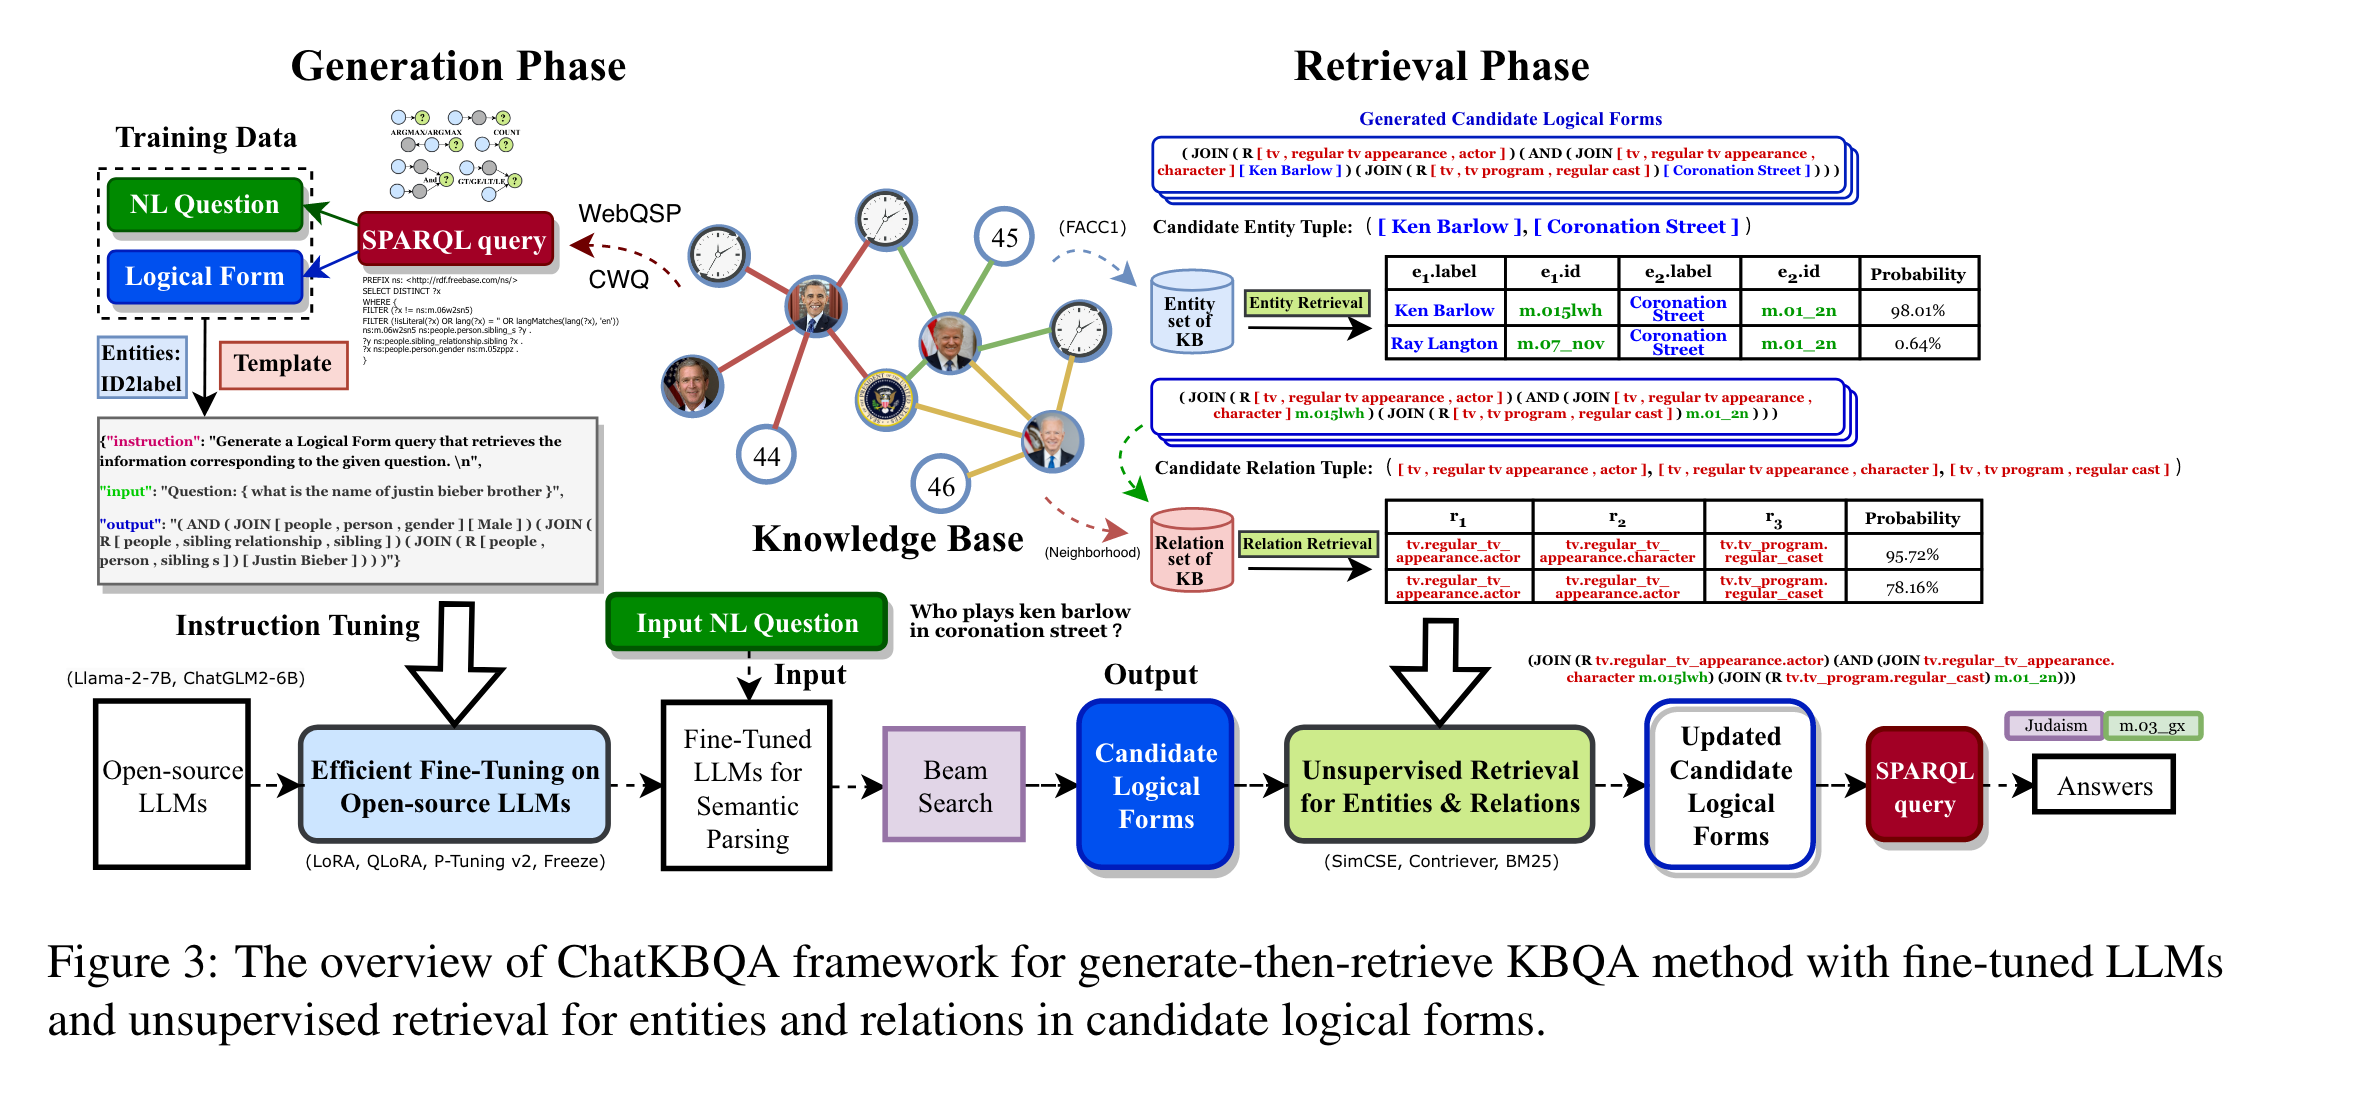 Generation Phase
Retrieval Phase
Training Data
NL Question
Logical Form
ARGMAX/ARGMAX
COUNT
And
GT/GE/LT/LE
? ? ? ? ? ?
SPARQL query
WebQSP
CWQ
PREFIX ns: <http://rdf.freebase.com/ns/>
SELECT DISTINCT ?x
WHERE {
FILTER (?x != ns:m.06w2sn5)
FILTER (!isLiteral(?x) OR lang(?x) = '' OR langMatches(lang(?x), 'en'))
ns:m.06w2sn5 ns:people.person.sibling_s ?y .
?y ns:people.sibling_relationship.sibling ?x .
?x ns:people.person.gender ns:m.05zppz .
}
Entities:
ID2label
Template
{"instruction": "Generate a Logical Form query that retrieves the
information corresponding to the given question. \n",
"input": "Question: { what is the name of justin bieber brother }",
"output": "( AND ( JOIN [ people , person , gender ] [ Male ] ) ( JOIN (
R [ people , sibling relationship , sibling ] ) ( JOIN ( R [ people ,
person , sibling s ] ) [ Justin Bieber ] ) ) )"}
45
44
46
Knowledge Base
(FACC1)
(Neighborhood)
Generated Candidate Logical Forms
( JOIN ( R [ tv , regular tv appearance , actor ] ) ( AND ( JOIN [ tv , regular tv appearance ,
character ] [ Ken Barlow ] ) ( JOIN ( R [ tv , tv program , regular cast ] ) [ Coronation Street ] ) ) )
Candidate Entity Tuple: ( [ Ken Barlow ], [ Coronation Street ] )
Entity
set of
KB
Entity Retrieval
e1.label e1.id e2.label e2.id Probability
Ken Barlow m.015lwh Coronation Street m.01_2n 98.01%
Ray Langton m.07_nov Coronation Street m.01_2n 0.64%
( JOIN ( R [ tv , regular tv appearance , actor ] ) ( AND ( JOIN [ tv , regular tv appearance ,
character ] m.015lwh ) ( JOIN ( R [ tv , tv program , regular cast ] ) m.01_2n ) ) )
Candidate Relation Tuple: ( [ tv , regular tv appearance , actor ], [ tv , regular tv appearance , character ], [ tv , tv program , regular cast ] )
Relation
set of
KB
Relation Retrieval
r1 r2 r3 Probability
tv.regular_tv_appearance.actor tv.regular_tv_appearance.character tv.tv_program.regular_caset 95.72%
tv.regular_tv_appearance.actor tv.regular_tv_appearance.actor tv.tv_program.regular_caset 78.16%
Instruction Tuning
Input NL Question
Who plays ken barlow
in coronation street ?
Input
Output
(JOIN (R tv.regular_tv_appearance.actor) (AND (JOIN tv.regular_tv_appearance.
character m.015lwh) (JOIN (R tv.tv_program.regular_cast) m.01_2n)))
(Llama-2-7B, ChatGLM2-6B)
Open-source
LLMs
Efficient Fine-Tuning on
Open-source LLMs
(LoRA, QLoRA, P-Tuning v2, Freeze)
Fine-Tuned
LLMs for
Semantic
Parsing
Beam
Search
Candidate
Logical
Forms
Unsupervised Retrieval
for Entities & Relations
(SimCSE, Contriever, BM25)
Updated
Candidate
Logical
Forms
SPARQL
query
Judaism m.03_gx
Answers
Figure 3: The overview of ChatKBQA framework for generate-then-retrieve KBQA method with fine-tuned LLMs
and unsupervised retrieval for entities and relations in candidate logical forms.